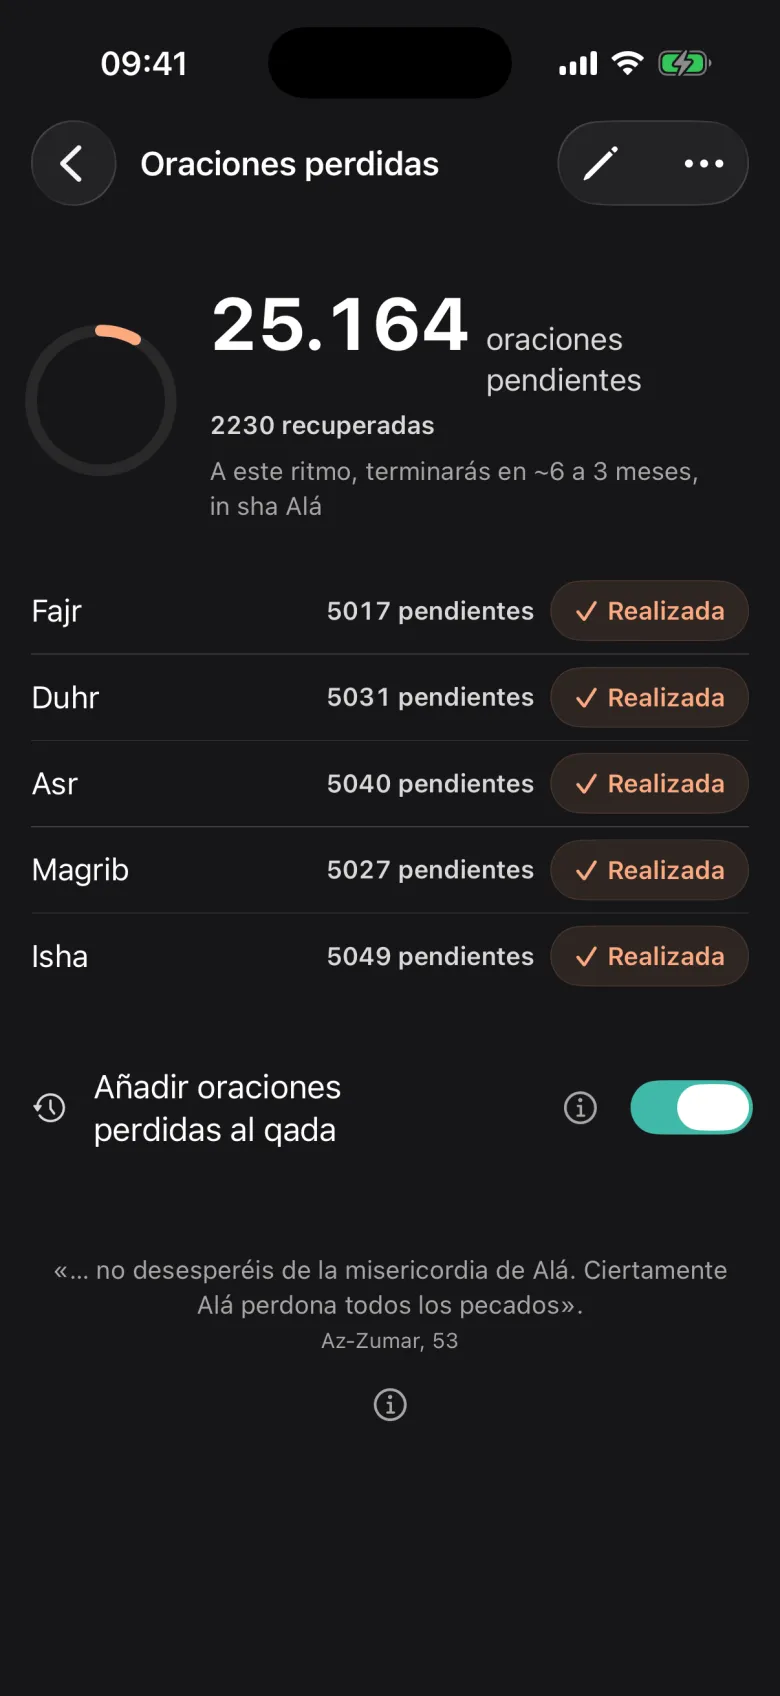 09:41
Oraciones perdidas
25.164 oraciones
pendientes
2230 recuperadas
A este ritmo, terminarás en ~6 a 3 meses,
in sha Alá
Fajr 5017 pendientes ✓ Realizada
Duhr 5031 pendientes ✓ Realizada
Asr 5040 pendientes ✓ Realizada
Magrib 5027 pendientes ✓ Realizada
Isha 5049 pendientes ✓ Realizada
Añadir oraciones
perdidas al qada
«... no desesperéis de la misericordia de Alá. Ciertamente
Alá perdona todos los pecados».
Az-Zumar, 53